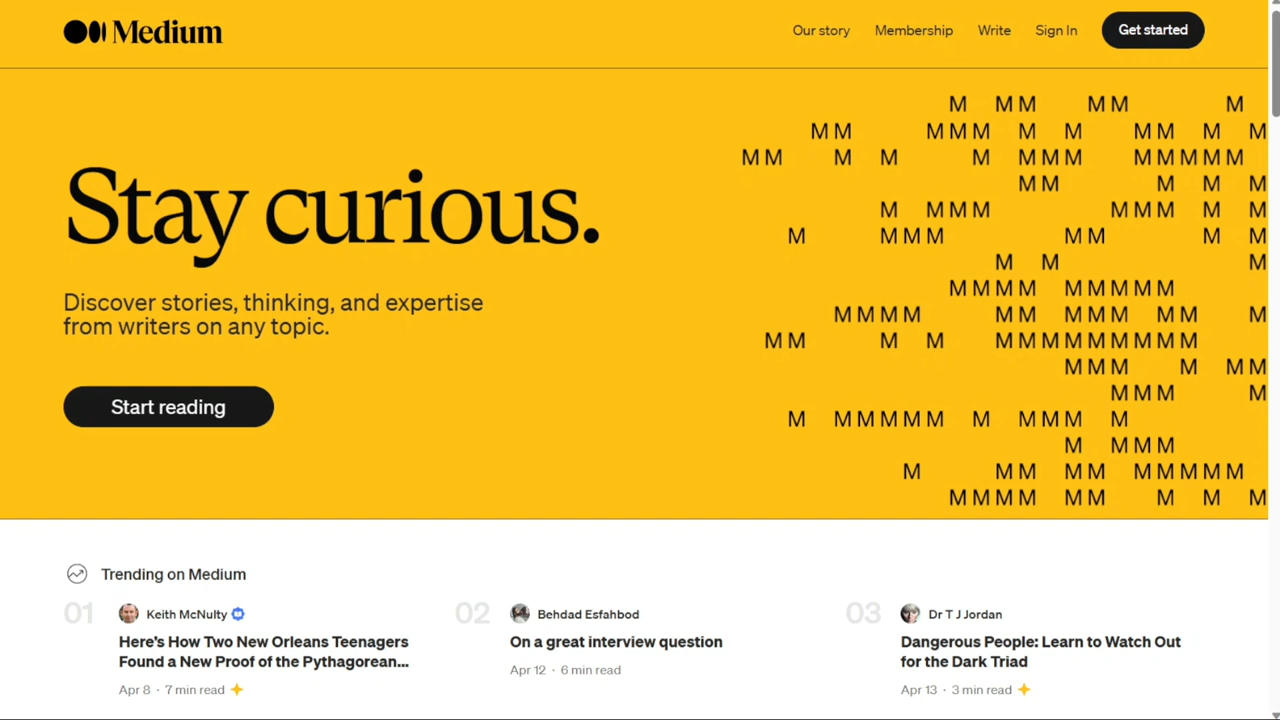 Medium
Our story Membership Write Sign In Get started
M MM MM M
MM MMM M M MM M M
MM M M M MMM MMMMM
MM M M M
M MMM MMM M M
M MMM MM M M
M M M
MMMM MMMMM
MMMM MM MMM MM M
MM M M MMMMMMMMM
MMM M MM
MMM M
M MMMMM M MMM M
M MMM
M MM MM MMMMM
MMMM MM M M M
Stay curious.
Discover stories, thinking, and expertise
from writers on any topic.
Start reading
Trending on Medium
01
Keith McNulty
Here's How Two New Orleans Teenagers
Found a New Proof of the Pythagorean...
Apr 8 · 7 min read
02
Behdad Esfahbod
On a great interview question
Apr 12 · 6 min read
03
Dr T J Jordan
Dangerous People: Learn to Watch Out
for the Dark Triad
Apr 13 · 3 min read